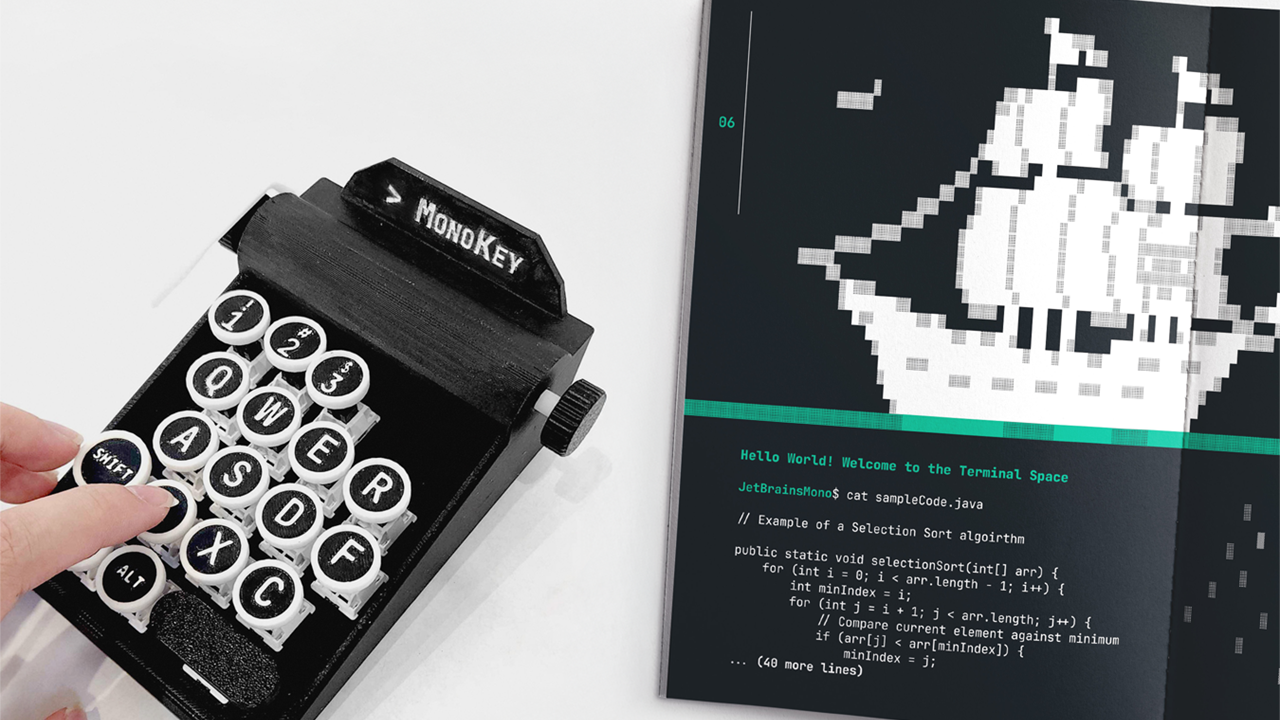 > MONOKEY
! 1
# 2
$ 3
Q
W
E
R
A
S
D
F
SHIFT
X
C
ALT
06
Hello World! Welcome to the Terminal Space
JetBrainsMono$ cat sampleCode.java
// Example of a Selection Sort algoirthm
public static void selectionSort(int[] arr) {
for (int i = 0; i < arr.length - 1; i++) {
int minIndex = i;
for (int j = i + 1; j < arr.length; j++) {
// Compare current element against minimum
if (arr[j] < arr[minIndex]) {
minIndex = j;
... (40 more lines)